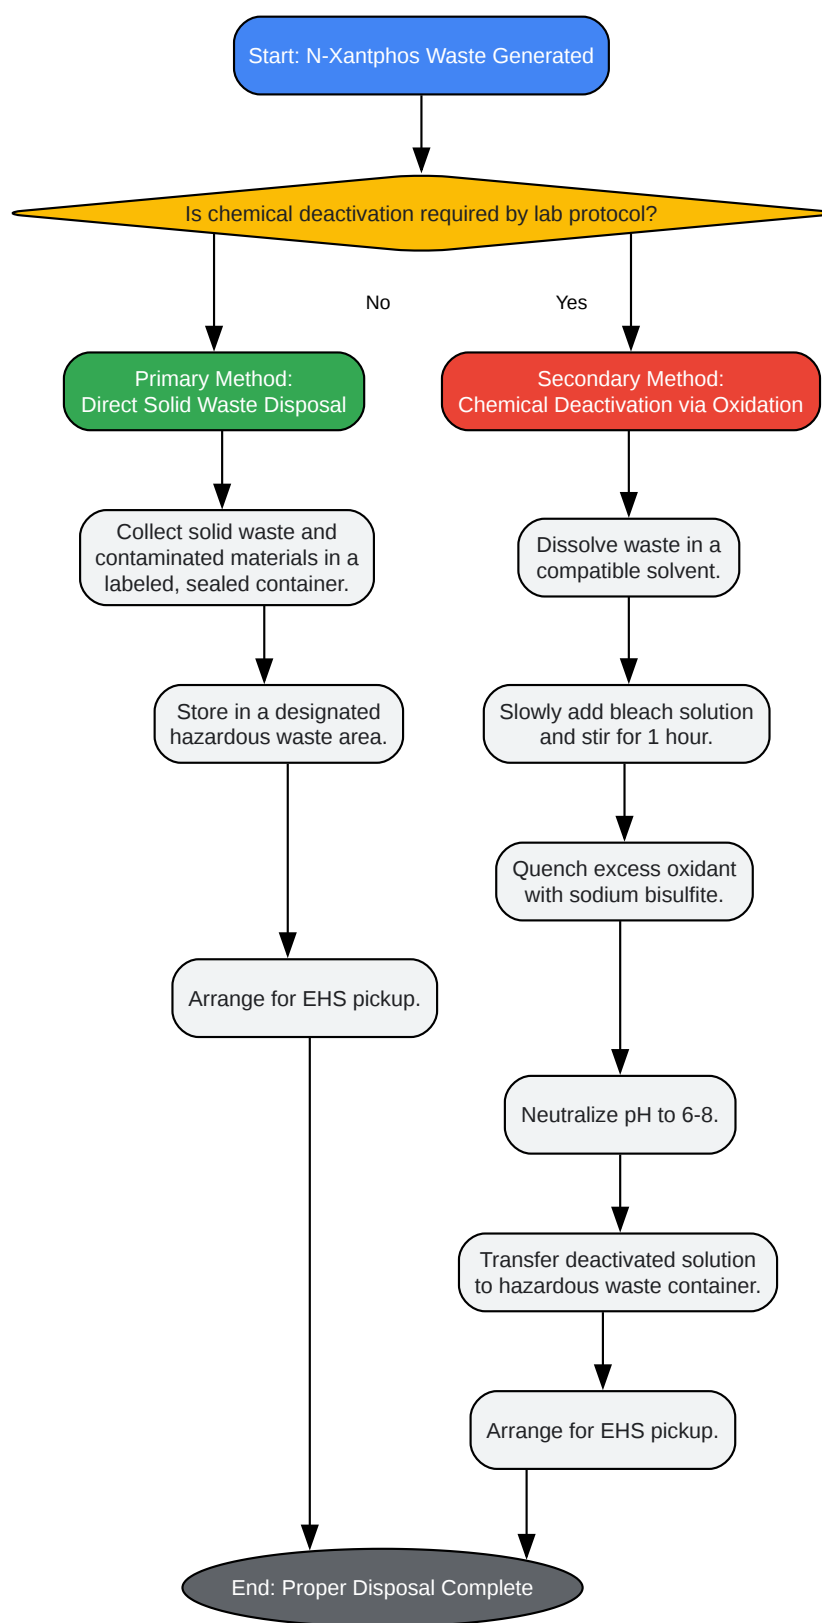 Start: N-Xantphos Waste Generated
Is chemical deactivation required by lab protocol?
No
Yes
Primary Method:
Direct Solid Waste Disposal
Secondary Method:
Chemical Deactivation via Oxidation
Collect solid waste and
contaminated materials in a
labeled, sealed container.
Dissolve waste in a
compatible solvent.
Store in a designated
hazardous waste area.
Slowly add bleach solution
and stir for 1 hour.
Quench excess oxidant
with sodium bisulfite.
Arrange for EHS pickup.
Neutralize pH to 6-8.
Transfer deactivated solution
to hazardous waste container.
Arrange for EHS pickup.
End: Proper Disposal Complete